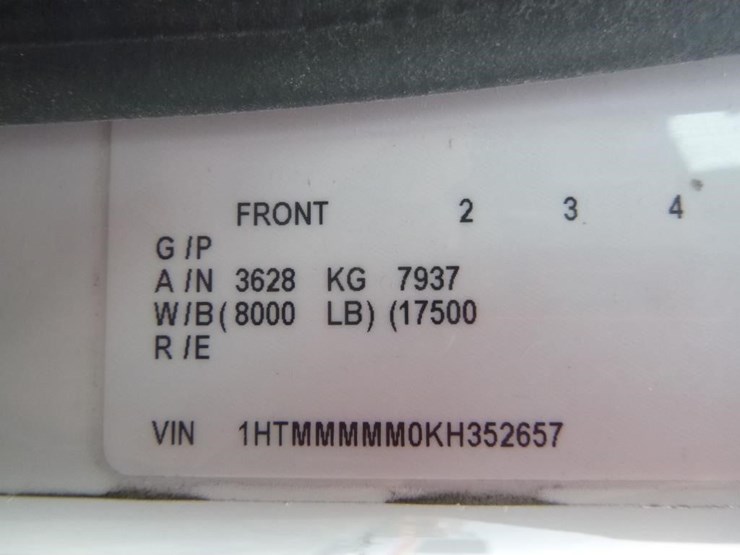 FRONT 2 3 4
G/P
A/N 3628 KG 7937
W/B (8000 LB) (17500
R/E
VIN 1HTMMMMM0KH352657